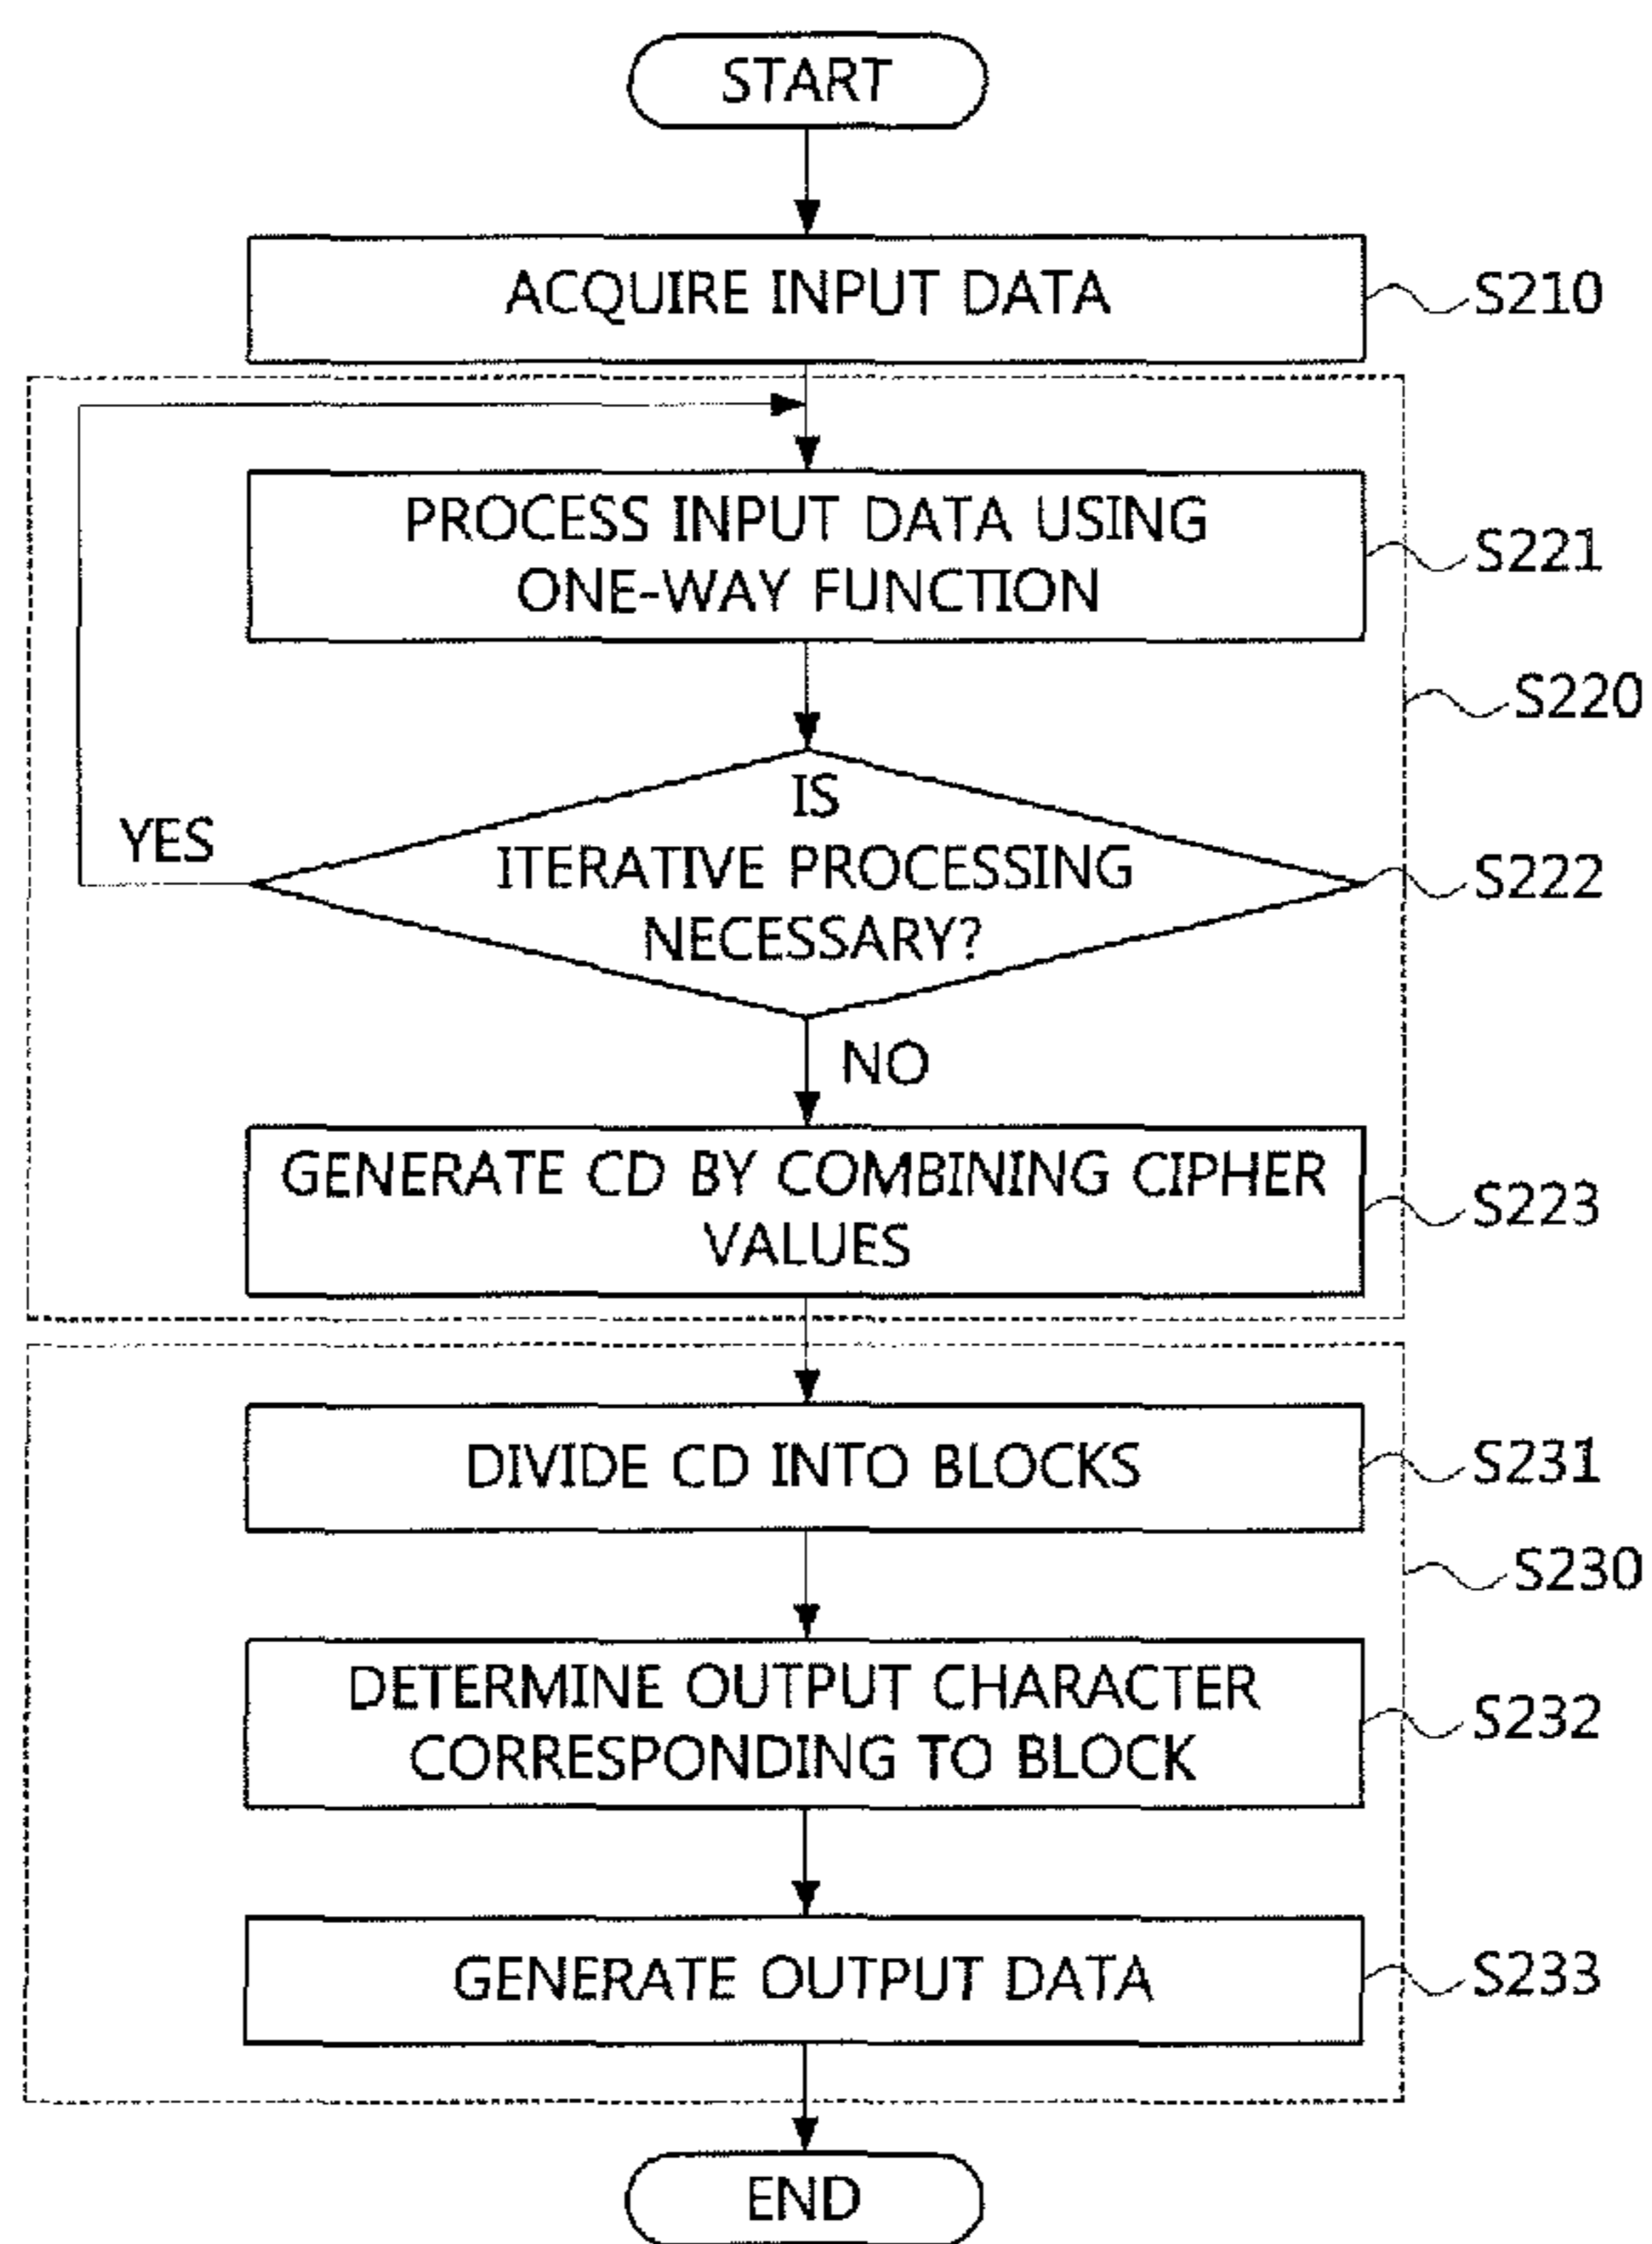 START
ACQUIRE INPUT DATA
S210
PROCESS INPUT DATA USING
ONE-WAY FUNCTION
S221
S220
IS
ITERATIVE PROCESSING
NECESSARY?
YES
S222
NO
GENERATE CD BY COMBINING CIPHER
VALUES
S223
DIVIDE CD INTO BLOCKS
S231
S230
DETERMINE OUTPUT CHARACTER
CORRESPONDING TO BLOCK
S232
GENERATE OUTPUT DATA
S233
END